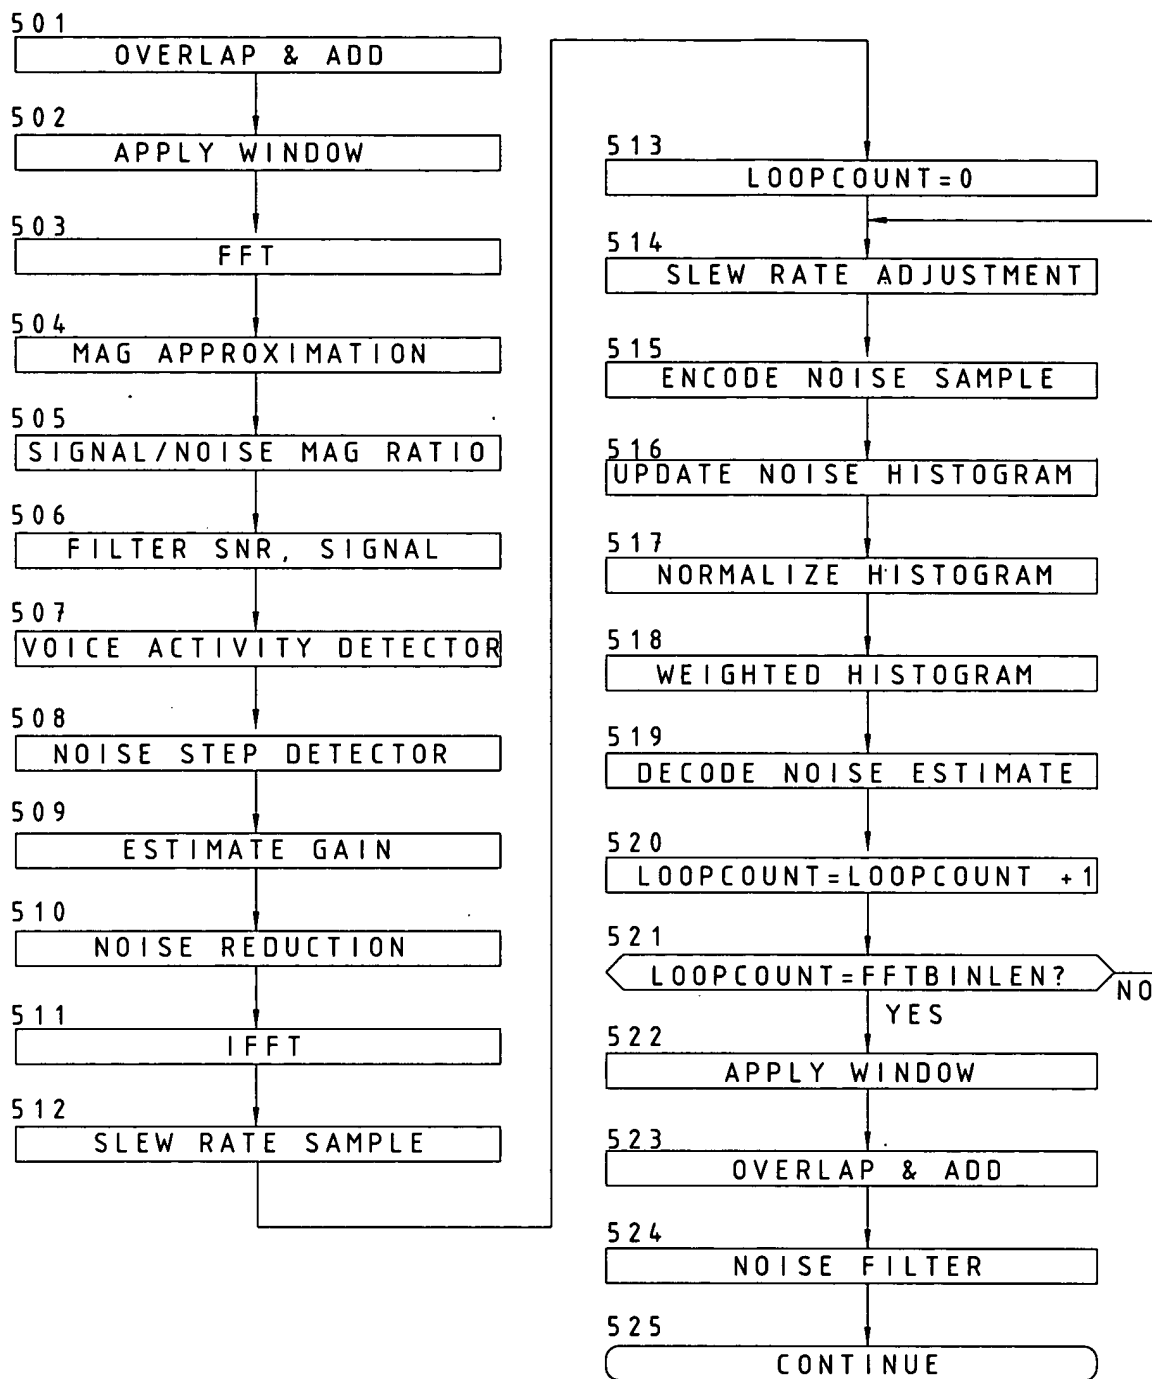 501
OVERLAP & ADD
502
APPLY WINDOW
503
FFT
504
MAG APPROXIMATION
505
SIGNAL/NOISE MAG RATIO
506
FILTER SNR, SIGNAL
507
VOICE ACTIVITY DETECTOR
508
NOISE STEP DETECTOR
509
ESTIMATE GAIN
510
NOISE REDUCTION
511
IFFT
512
SLEW RATE SAMPLE
513
LOOPCOUNT=0
514
SLEW RATE ADJUSTMENT
515
ENCODE NOISE SAMPLE
516
UPDATE NOISE HISTOGRAM
517
NORMALIZE HISTOGRAM
518
WEIGHTED HISTOGRAM
519
DECODE NOISE ESTIMATE
520
LOOPCOUNT=LOOPCOUNT +1
521
LOOPCOUNT=FFTBINLEN?
NO
YES
522
APPLY WINDOW
523
OVERLAP & ADD
524
NOISE FILTER
525
CONTINUE